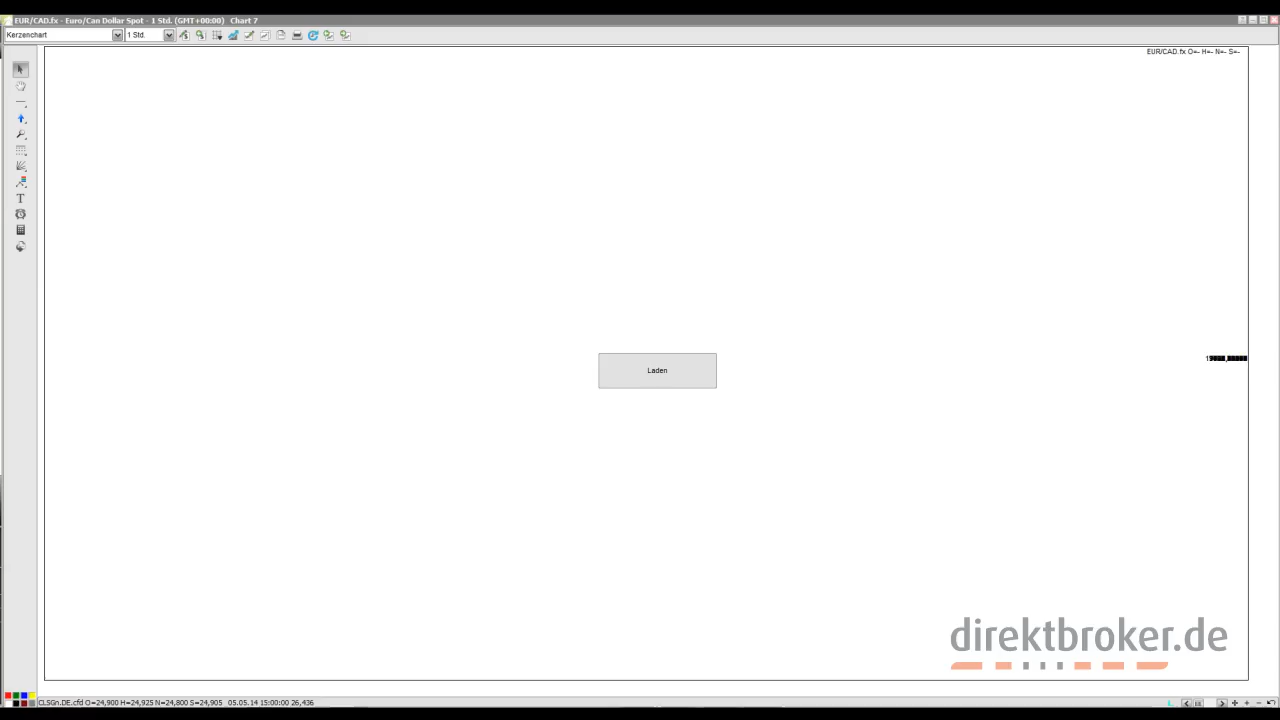 EUR/CAD.fx - Euro/Can Dollar Spot - 1 Std. (GMT+00:00) Chart 7
Kerzenchart 1 Std.
EUR/CAD.fx O=- H=- N=- S=-
Laden
direktbroker.de
CLSGn.DE.cfd O=24,900 H=24,925 N=24,800 S=24,905 05.05.14 15:00:00 26,436